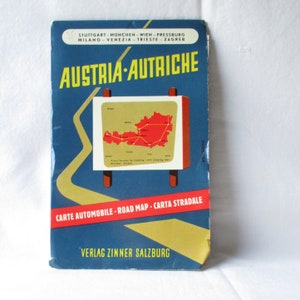 STUTTGART - MÜNCHEN - WIEN - PRESSBURG
MILANO - VENEZIA - TRIESTE - ZAGREB
AUSTRIA · AUTRICHE
CARTE AUTOMOBILE · ROAD MAP · CARTA STRADALE
VERLAG ZINNER SALZBURG